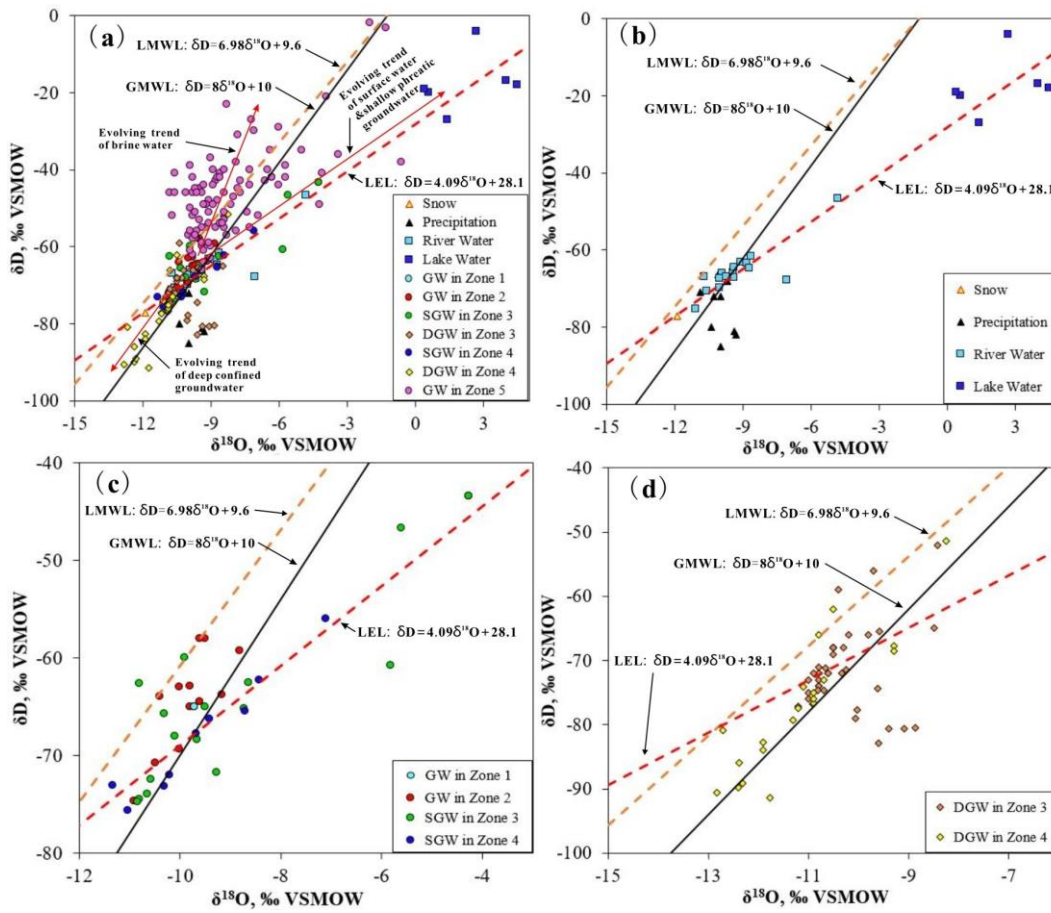 (a)
LMWL: δD=6.98δ¹⁸O+9.6
GMWL: δD=8δ¹⁸O+10
Evolving trend
of surface water
&shallow phreatic
groundwater
Evolving trend
of brine water
LEL: δD=4.09δ¹⁸O+28.1
Evolving trend
of deep confined
groundwater
Snow
Precipitation
River Water
Lake Water
GW in Zone 1
GW in Zone 2
SGW in Zone 3
DGW in Zone 3
SGW in Zone 4
DGW in Zone 4
GW in Zone 5
0
-20
-40
-60
-80
-100
δD, ‰ VSMOW
-15 -12 -9 -6 -3 0 3
δ¹⁸O, ‰ VSMOW
(b)
LMWL: δD=6.98δ¹⁸O+9.6
GMWL: δD=8δ¹⁸O+10
LEL: δD=4.09δ¹⁸O+28.1
Snow
Precipitation
River Water
Lake Water
0
-20
-40
-60
-80
-100
δD, ‰ VSMOW
-15 -12 -9 -6 -3 0 3
δ¹⁸O, ‰ VSMOW
(c)
LMWL: δD=6.98δ¹⁸O+9.6
GMWL: δD=8δ¹⁸O+10
LEL: δD=4.09δ¹⁸O+28.1
GW in Zone 1
GW in Zone 2
SGW in Zone 3
SGW in Zone 4
-40
-50
-60
-70
-80
δD, ‰ VSMOW
-12 -10 -8 -6 -4
δ¹⁸O, ‰ VSMOW
(d)
LMWL: δD=6.98δ¹⁸O+9.6
GMWL: δD=8δ¹⁸O+10
LEL: δD=4.09δ¹⁸O+28.1
DGW in Zone 3
DGW in Zone 4
-40
-50
-60
-70
-80
-90
-100
δD, ‰ VSMOW
-15 -13 -11 -9 -7
δ¹⁸O, ‰ VSMOW